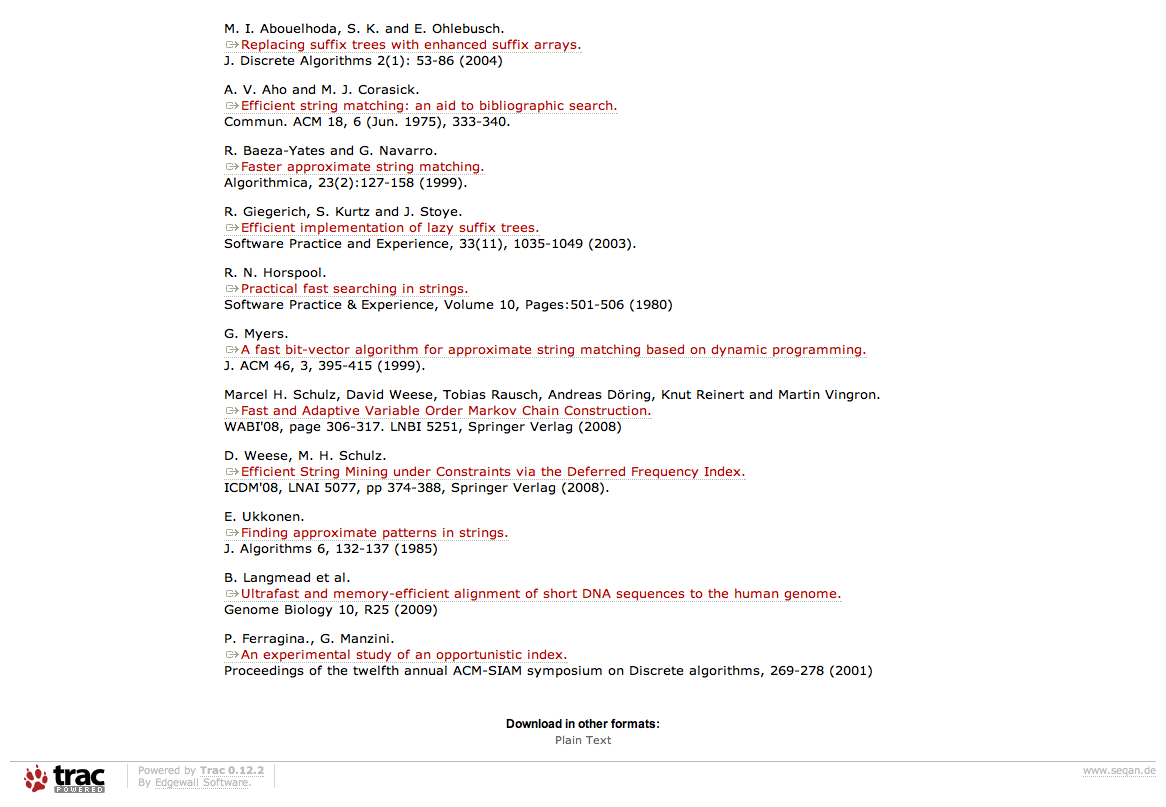 M. I. Abouelhoda, S. K. and E. Ohlebusch.
Replacing suffix trees with enhanced suffix arrays.
J. Discrete Algorithms 2(1): 53-86 (2004)
A. V. Aho and M. J. Corasick.
Efficient string matching: an aid to bibliographic search.
Commun. ACM 18, 6 (Jun. 1975), 333-340.
R. Baeza-Yates and G. Navarro.
Faster approximate string matching.
Algorithmica, 23(2):127-158 (1999).
R. Giegerich, S. Kurtz and J. Stoye.
Efficient implementation of lazy suffix trees.
Software Practice and Experience, 33(11), 1035-1049 (2003).
R. N. Horspool.
Practical fast searching in strings.
Software Practice & Experience, Volume 10, Pages:501-506 (1980)
G. Myers.
A fast bit-vector algorithm for approximate string matching based on dynamic programming.
J. ACM 46, 3, 395-415 (1999).
Marcel H. Schulz, David Weese, Tobias Rausch, Andreas Döring, Knut Reinert and Martin Vingron.
Fast and Adaptive Variable Order Markov Chain Construction.
WABI'08, page 306-317. LNBI 5251, Springer Verlag (2008)
D. Weese, M. H. Schulz.
Efficient String Mining under Constraints via the Deferred Frequency Index.
ICDM'08, LNAI 5077, pp 374-388, Springer Verlag (2008).
E. Ukkonen.
Finding approximate patterns in strings.
J. Algorithms 6, 132-137 (1985)
B. Langmead et al.
Ultrafast and memory-efficient alignment of short DNA sequences to the human genome.
Genome Biology 10, R25 (2009)
P. Ferragina., G. Manzini.
An experimental study of an opportunistic index.
Proceedings of the twelfth annual ACM-SIAM symposium on Discrete algorithms, 269-278 (2001)
Download in other formats:
Plain Text
trac
POWERED
Powered by Trac 0.12.2
By Edgewall Software.
www.seqan.de